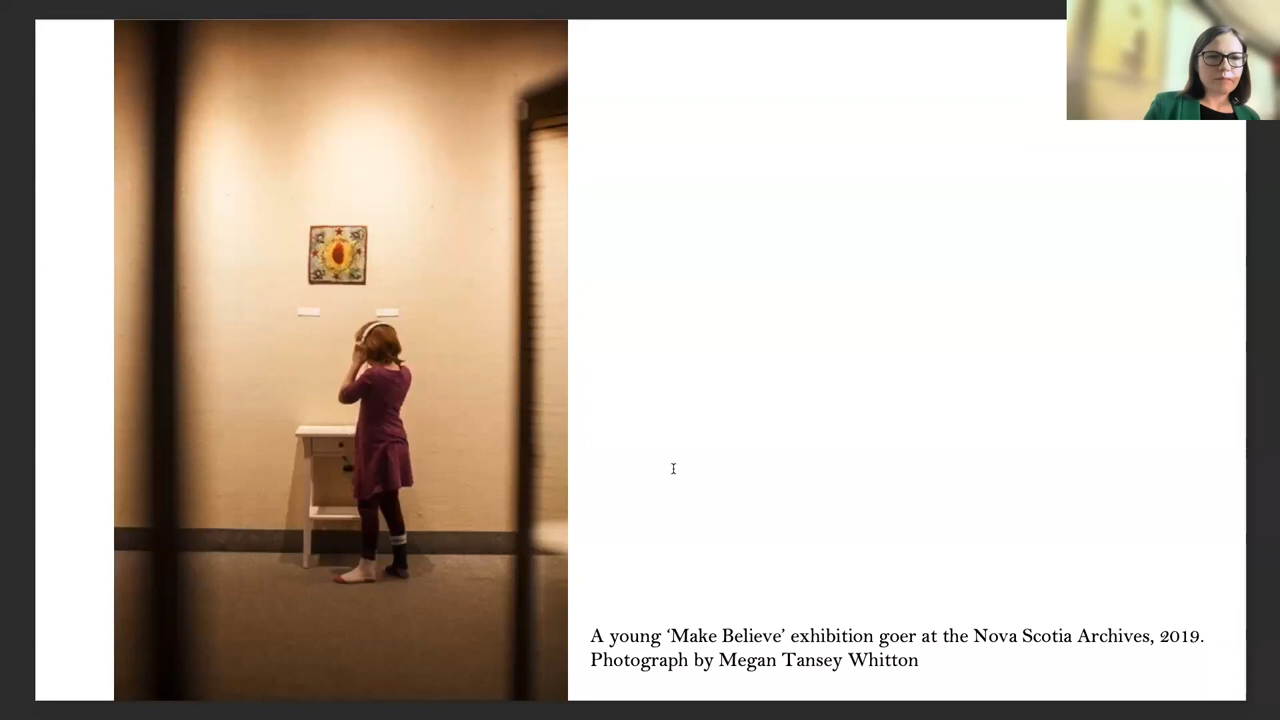 A young ‘Make Believe’ exhibition goer at the Nova Scotia Archives, 2019.
Photograph by Megan Tansey Whitton